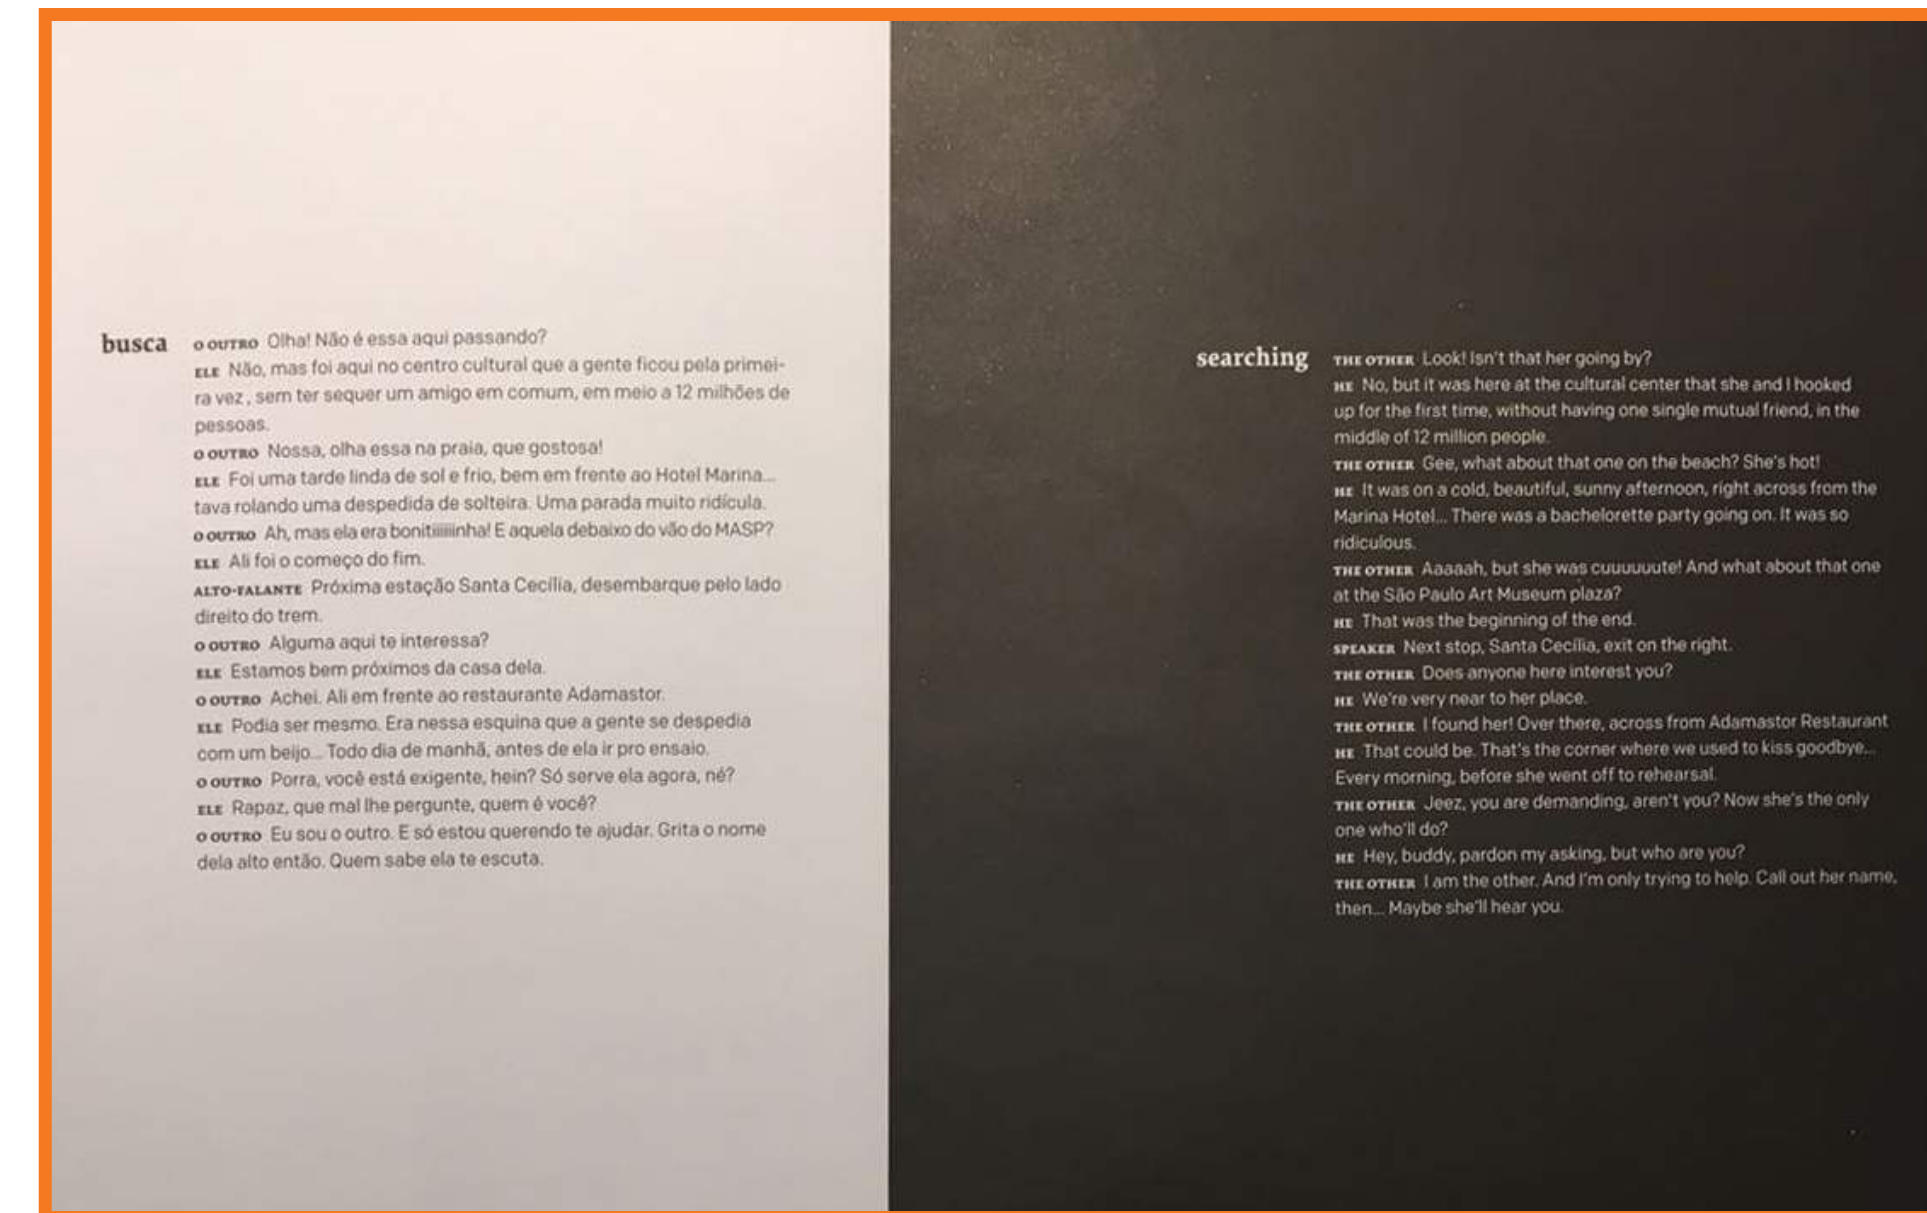 busca
O OUTRO Olha! Não é essa aqui passando?
ELE Não, mas foi aqui no centro cultural que a gente ficou pela primei-
ra vez, sem ter sequer um amigo em comum, em meio a 12 milhões de
pessoas.
O OUTRO Nossa, olha essa na praia, que gostosa!
ELE Foi uma tarde linda de sol e frio, bem em frente ao Hotel Marina...
tava rolando uma despedida de solteira. Uma parada muito ridícula.
O OUTRO Ah, mas ela era bonitiiiiiinha! E aquela debaixo do vão do MASP?
ELE Ali foi o começo do fim.
ALTO-FALANTE Próxima estação Santa Cecília, desembarque pelo lado
direito do trem.
O OUTRO Alguma aqui te interessa?
ELE Estamos bem próximos da casa dela.
O OUTRO Achei. Ali em frente ao restaurante Adamastor.
ELE Podia ser mesmo. Era nessa esquina que a gente se despedia
com um beijo... Todo dia de manhã, antes de ela ir pro ensaio.
O OUTRO Porra, você está exigente, hein? Só serve ela agora, né?
ELE Rapaz, que mal lhe pergunte, quem é você?
O OUTRO Eu sou o outro. E só estou querendo te ajudar. Grita o nome
dela alto então. Quem sabe ela te escuta.
searching
THE OTHER Look! Isn't that her going by?
HE No, but it was here at the cultural center that she and I hooked
up for the first time, without having one single mutual friend, in the
middle of 12 million people.
THE OTHER Gee, what about that one on the beach? She's hot!
HE It was on a cold, beautiful, sunny afternoon, right across from the
Marina Hotel... There was a bachelorette party going on. It was so
ridiculous.
THE OTHER Aaaaah, but she was cuuuuuute! And what about that one
at the São Paulo Art Museum plaza?
HE That was the beginning of the end.
SPEAKER Next stop, Santa Cecília, exit on the right.
THE OTHER Does anyone here interest you?
HE We're very near to her place.
THE OTHER I found her! Over there, across from Adamastor Restaurant
HE That could be. That's the corner where we used to kiss goodbye...
Every morning, before she went off to rehearsal.
THE OTHER Jeez, you are demanding, aren't you? Now she's the only
one who'll do?
HE Hey, buddy, pardon my asking, but who are you?
THE OTHER I am the other. And I'm only trying to help. Call out her name,
then... Maybe she'll hear you.